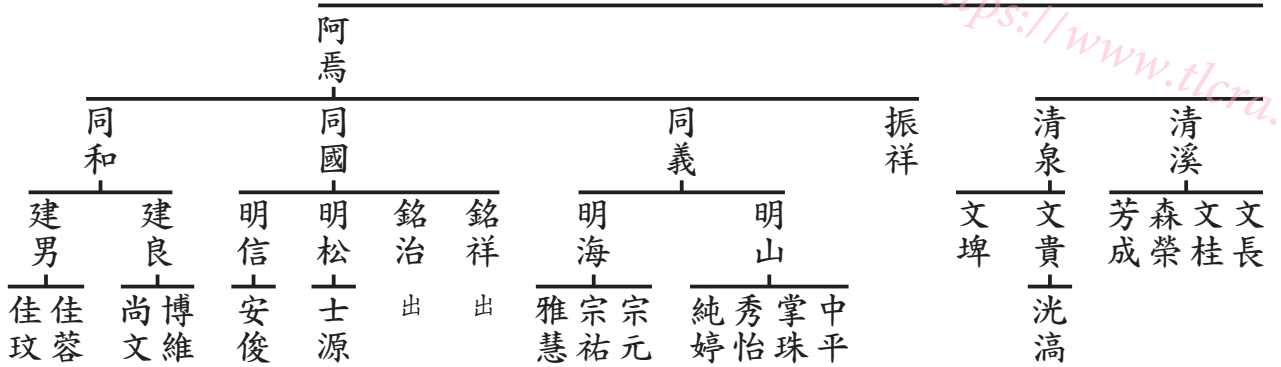 https://www.tlcra.
阿焉
清溪
清泉
振祥
同義
同國
同和
文長
文桂
森榮
芳成
文貴
文埤
明山
明海
銘祥
銘治
明松
明信
建良
建男
洸滈
中平
掌珠
秀怡
純婷
宗元
宗祐
雅慧
出
出
士源
安俊
博維
尚文
佳蓉
佳玟